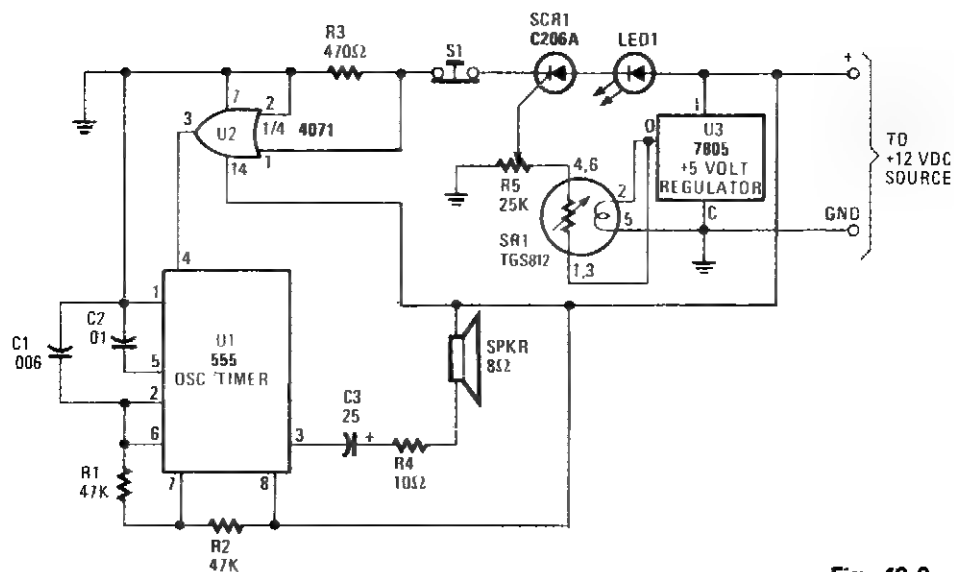 R3
470Ω
S1
SCR1
C206A
LED1
+
7
2
3
U2
1/4
4071
1
14
I
O
U3
7805
+5 VOLT
REGULATOR
C
TO
+12 VDC
SOURCE
GND
R5
25K
4,6
2
5
SR1
TGS812
1,3
4
1
C2
01
C1
006
5
2
6
U1
555
OSC/TIMER
3
7
8
C3
25
+
R4
10Ω
SPKR
8Ω
R1
47K
R2
47K